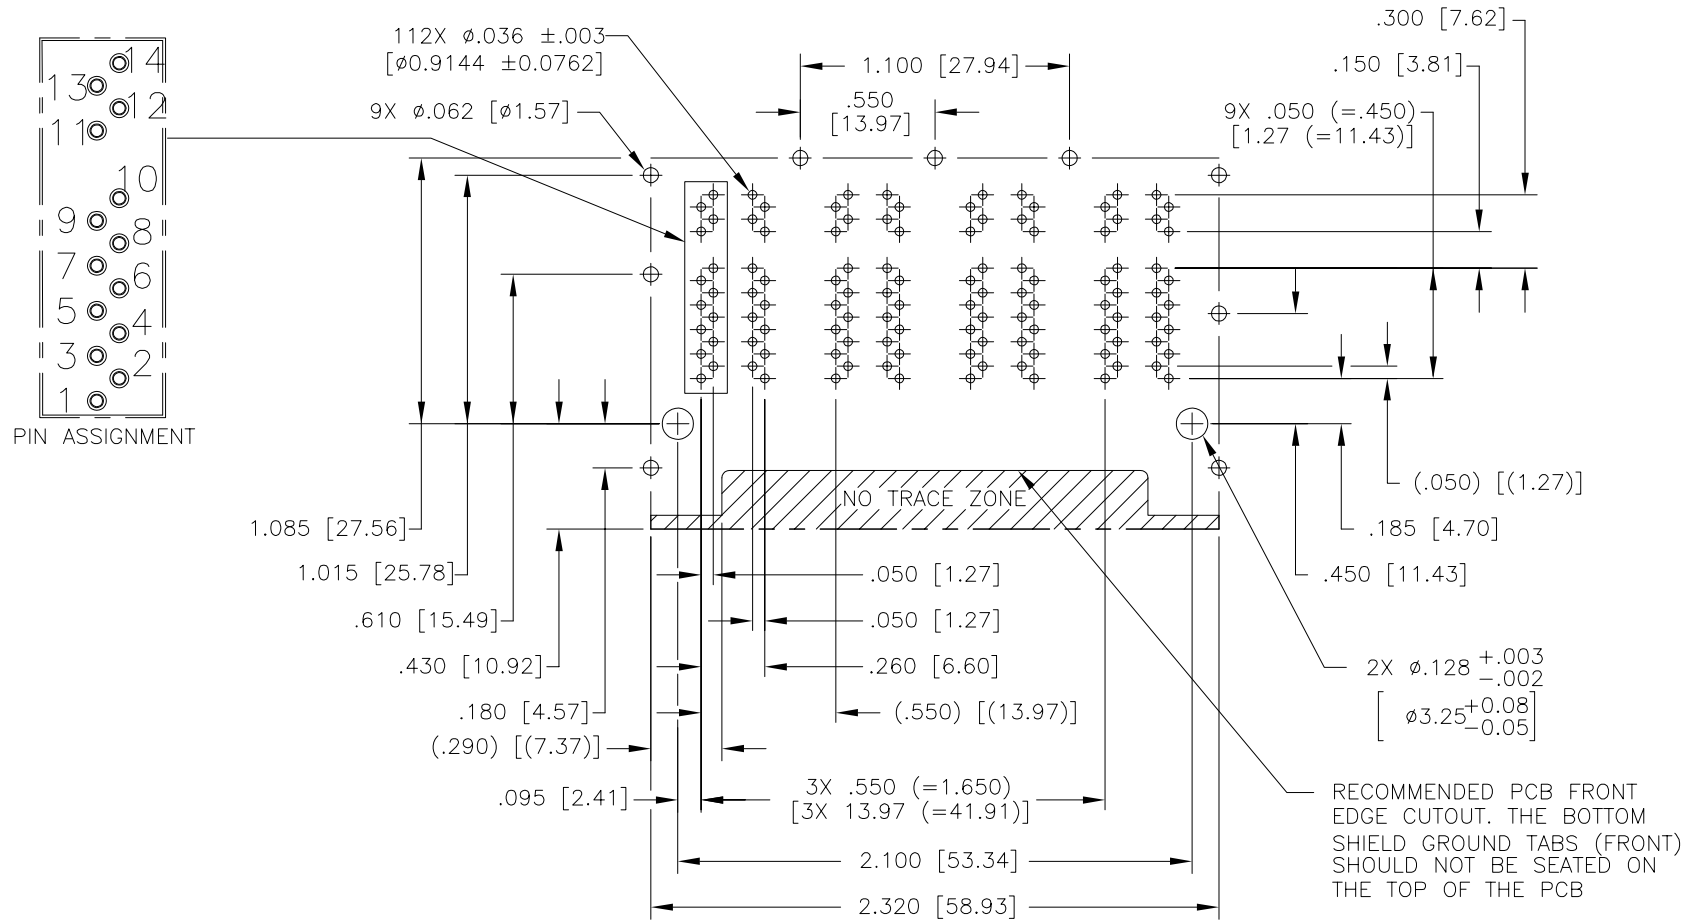 14
13
12
11
10
9
8
7
6
5
4
3
2
1
PIN ASSIGNMENT
112X ø.036 ±.003
[ø0.9144 ±0.0762]
9X ø.062 [ø1.57]
1.100 [27.94]
.550
[13.97]
.300 [7.62]
.150 [3.81]
9X .050 (=.450)
[1.27 (=11.43)]
NO TRACE ZONE
1.085 [27.56]
1.015 [25.78]
.610 [15.49]
.430 [10.92]
.180 [4.57]
(.290) [(7.37)]
.095 [2.41]
.050 [1.27]
.050 [1.27]
.260 [6.60]
(.550) [(13.97)]
3X .550 (=1.650)
[3X 13.97 (=41.91)]
2.100 [53.34]
2.320 [58.93]
(.050) [(1.27)]
.185 [4.70]
.450 [11.43]
2X ø.128 +.003
-.002
[ø3.25 +0.08
-0.05]
RECOMMENDED PCB FRONT
EDGE CUTOUT. THE BOTTOM
SHIELD GROUND TABS (FRONT)
SHOULD NOT BE SEATED ON
THE TOP OF THE PCB